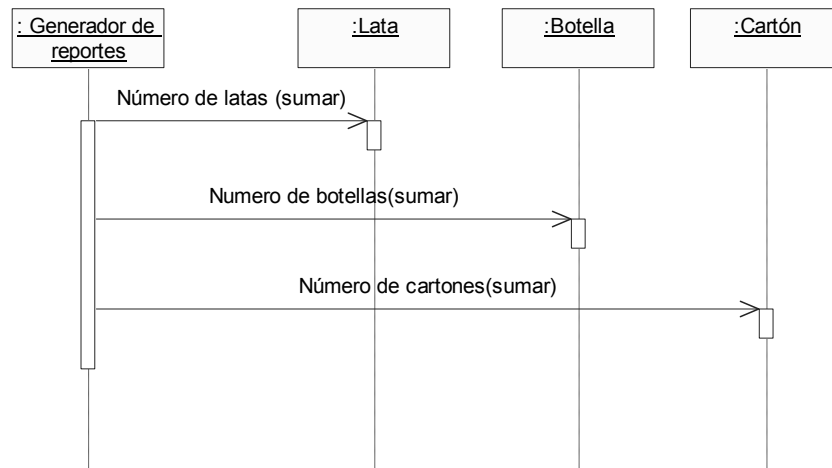 : Generador de
reportes
:Lata
:Botella
:Cartón
Número de latas (sumar)
Numero de botellas(sumar)
Número de cartones(sumar)